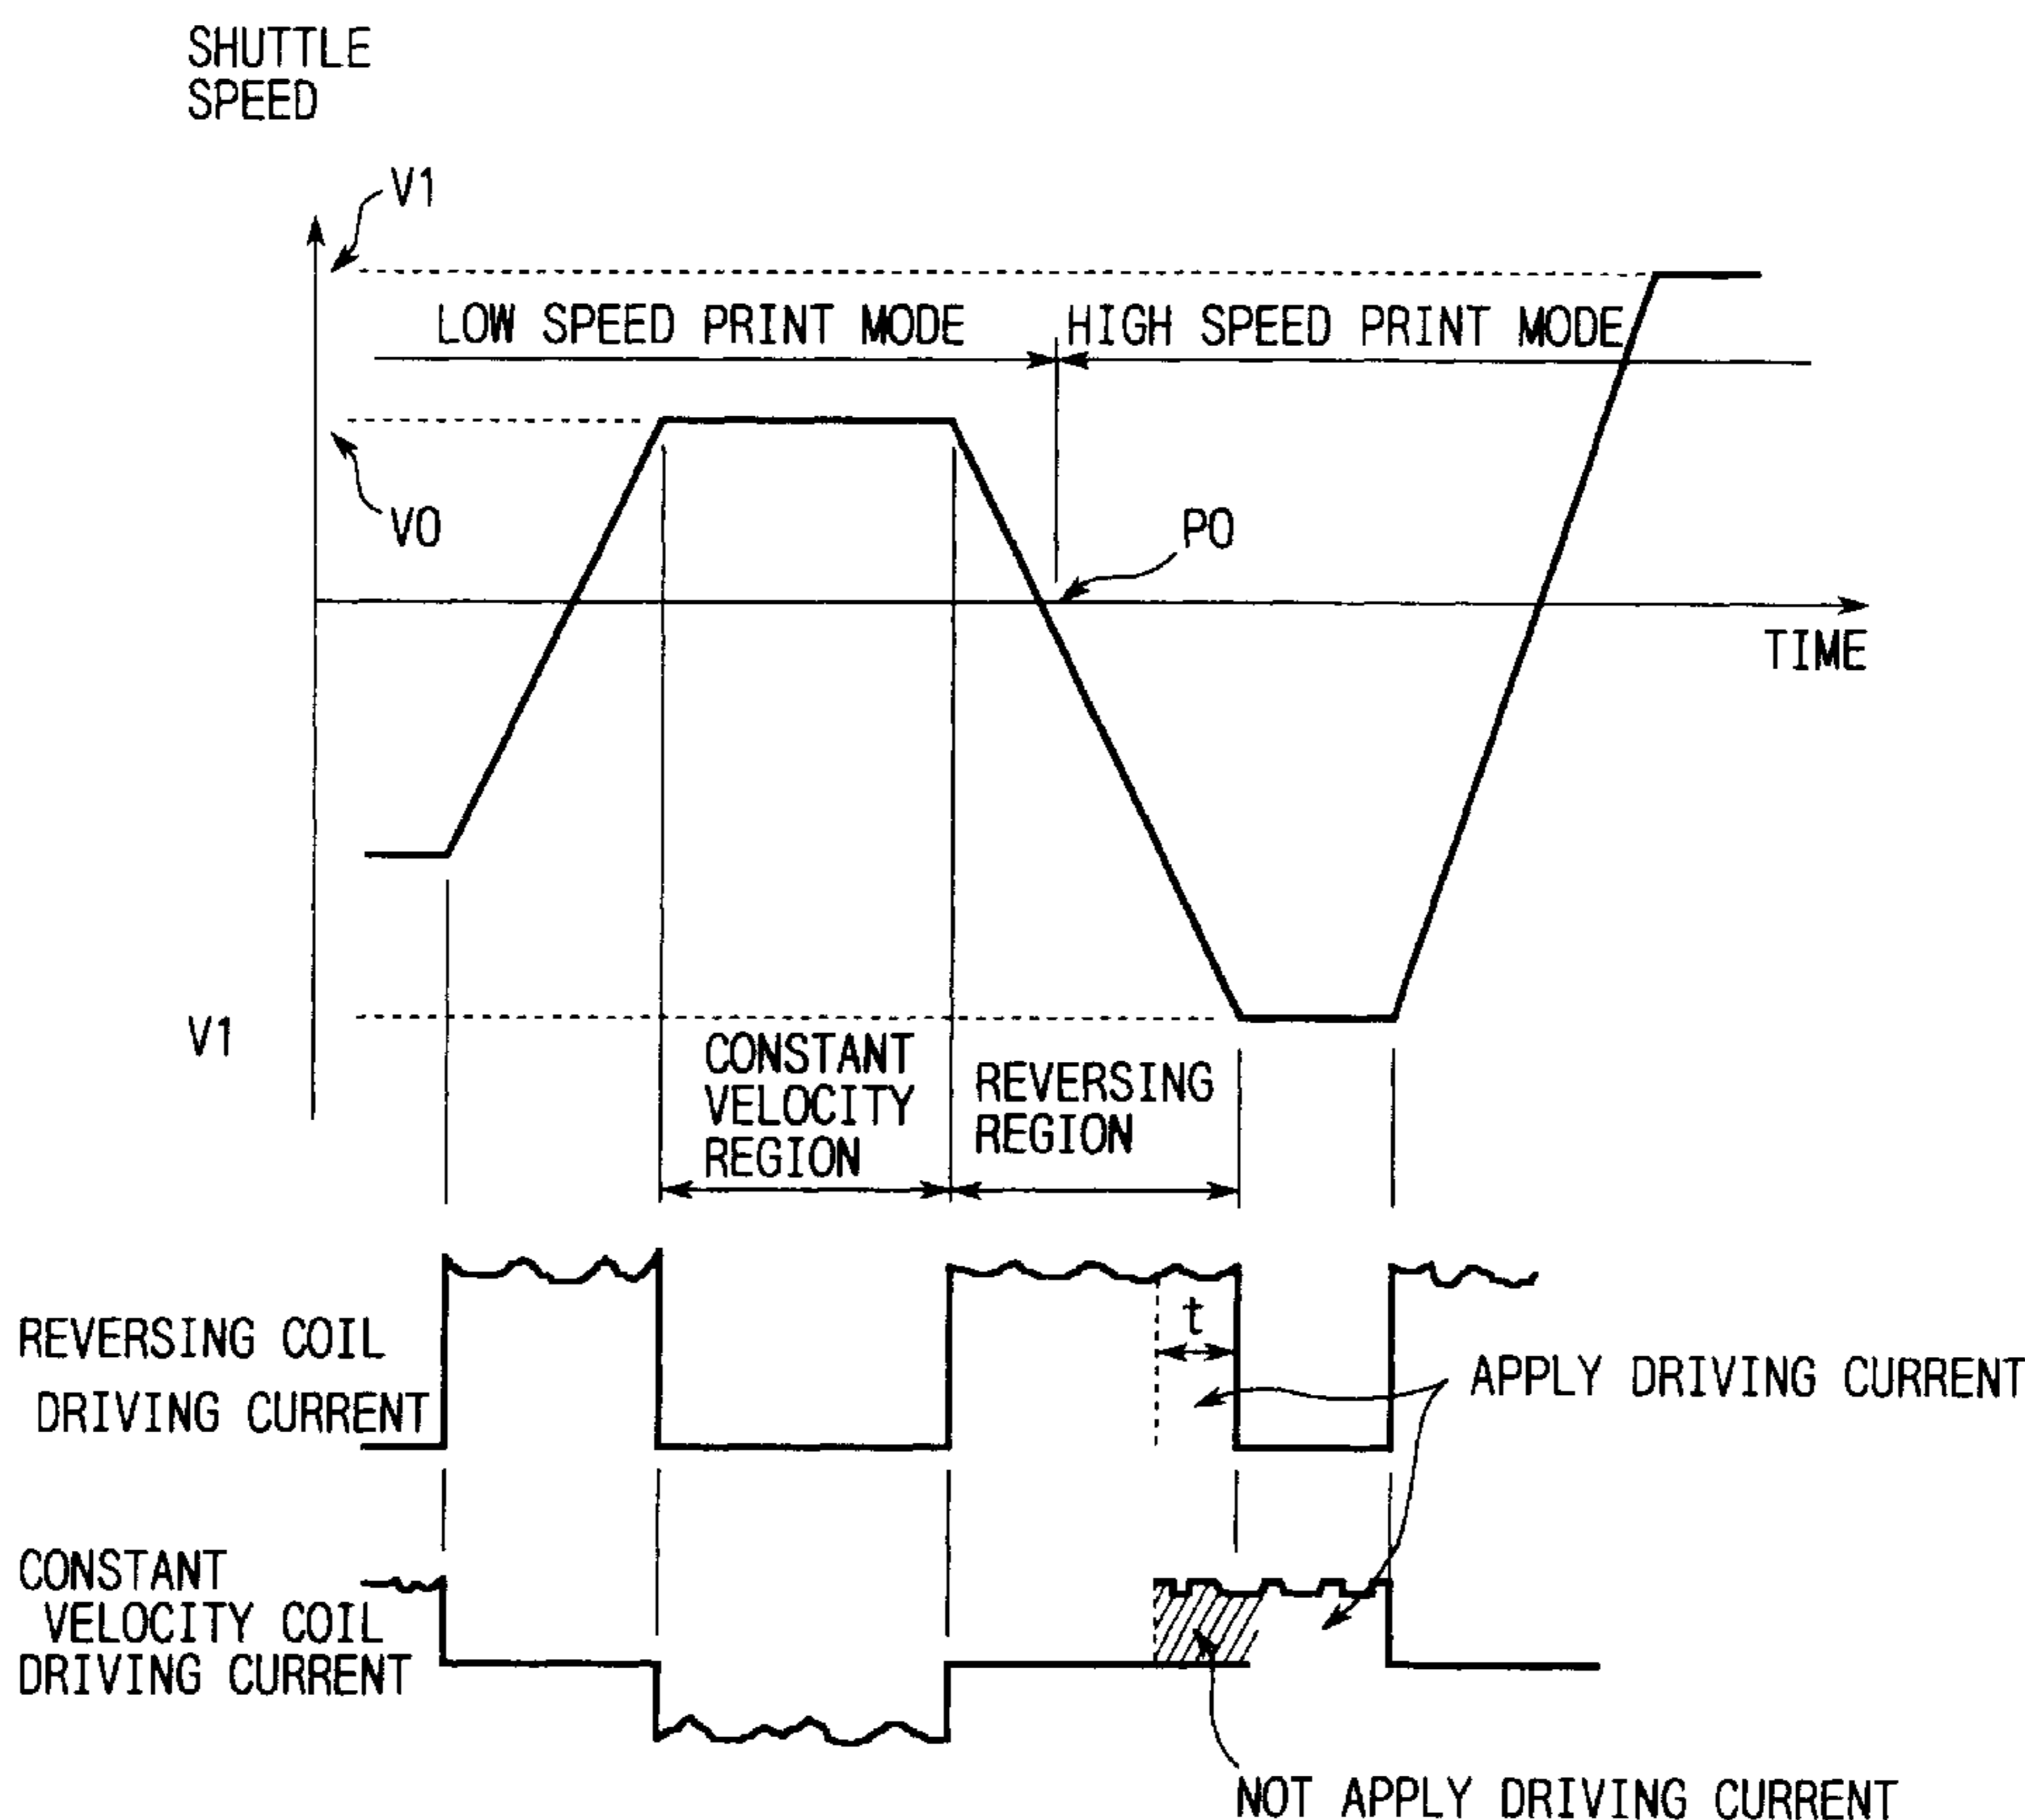 SHUTTLE
SPEED
V1
LOW SPEED PRINT MODE
HIGH SPEED PRINT MODE
V0
P0
TIME
V1
CONSTANT
VELOCITY
REGION
REVERSING
REGION
REVERSING COIL
DRIVING CURRENT
t
APPLY DRIVING CURRENT
CONSTANT
VELOCITY COIL
DRIVING CURRENT
NOT APPLY DRIVING CURRENT